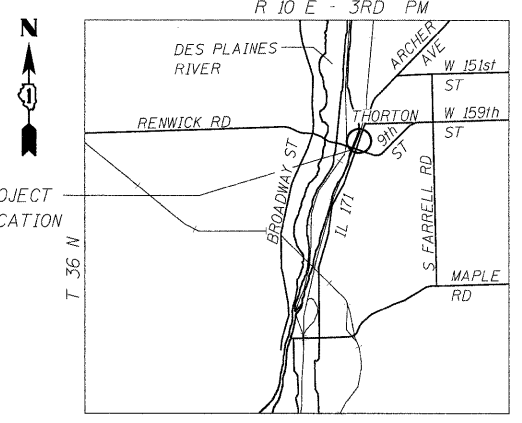 R 10 E - 3RD PM
N
DES PLAINES
RIVER
ARCHER
AVE
W 151st
ST
THORTON
W 159th
ST
9th
ST
RENWICK RD
OJECT
CATION
BROADWAY ST
IL 171
S FARRELL RD
T 36 N
MAPLE
RD